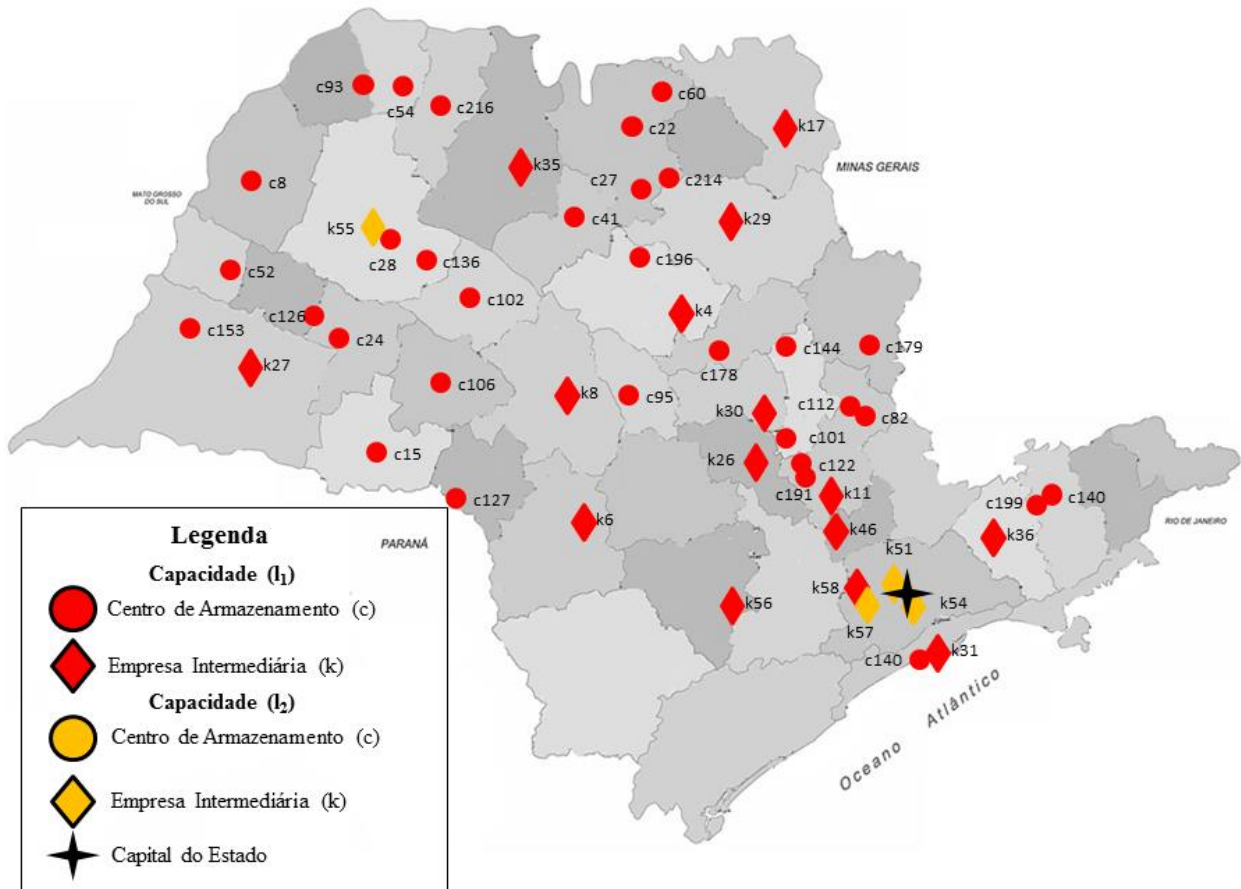 c93
c54
c216
c60
c22
k17
k35
MINAS GERAIS
c27
c214
c8
MATO GROSSO
DO SUL
c41
k29
k55
c28
c136
c196
c52
c102
k4
c126
c153
c24
c144
c179
k27
c178
c106
k8
c95
k30
c112
c82
c101
c15
k26
c122
c191
k11
c127
c199
c140
k6
k46
k36
RIO DE JANEIRO
PARANÁ
k51
k58
k54
k56
k57
c140
k31
Oceano Atlântico
Legenda
Capacidade (l₁)
Centro de Armazenamento (c)
Empresa Intermediária (k)
Capacidade (l₂)
Centro de Armazenamento (c)
Empresa Intermediária (k)
Capital do Estado